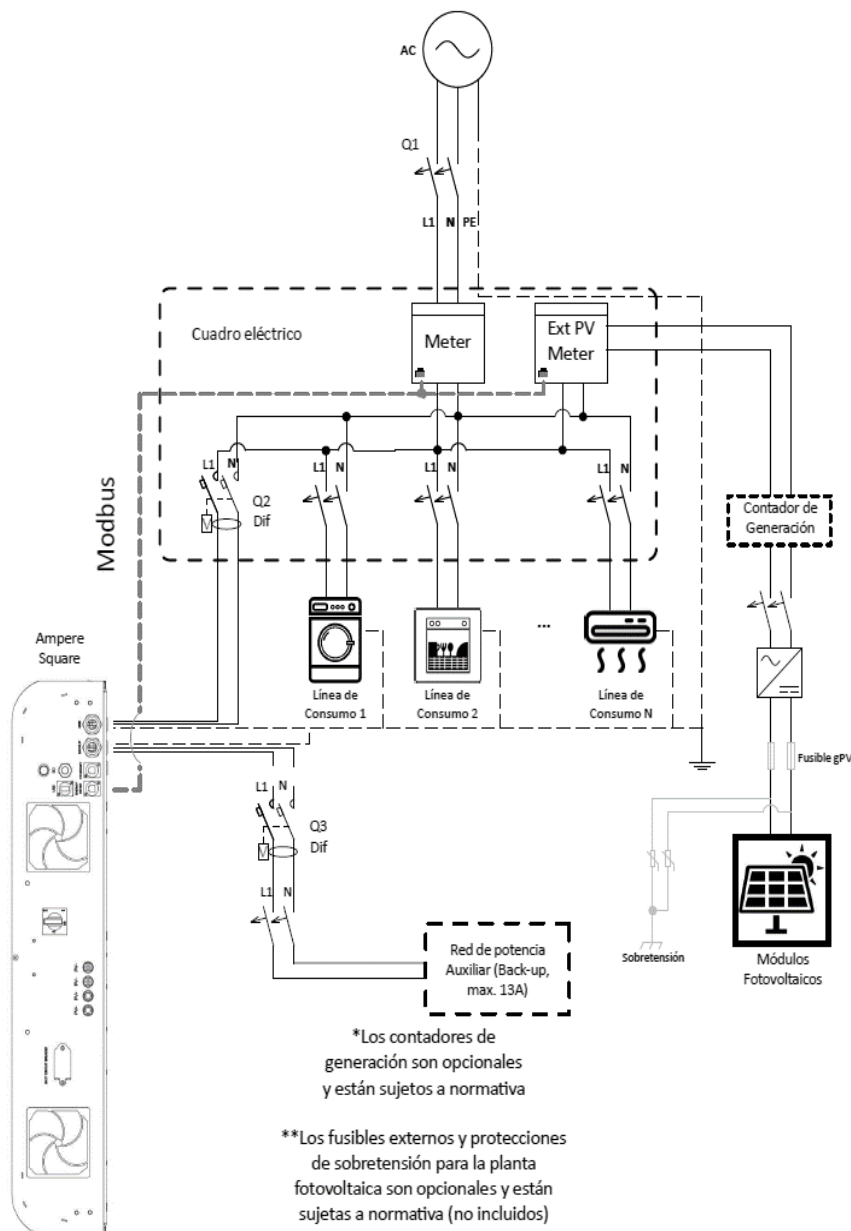 AC
Q1
L1 N PE
Cuadro eléctrico
Meter
Ext PV
Meter
L1 N
Q2
Dif
L1 N
L1 N
L1 N
Modbus
Contador de
Generación
Ampere
Square
Línea de
Consumo 1
Línea de
Consumo 2
...
Línea de
Consumo N
Fusible gPV
L1 N
Q3
Dif
L1 N
Red de potencia
Auxiliar (Back-up,
max. 13A)
Sobretensión
Módulos
Fotovoltaicos
*Los contadores de
generación son opcionales
y están sujetos a normativa
**Los fusibles externos y protecciones
de sobretensión para la planta
fotovoltaica son opcionales y están
sujetas a normativa (no incluidos)